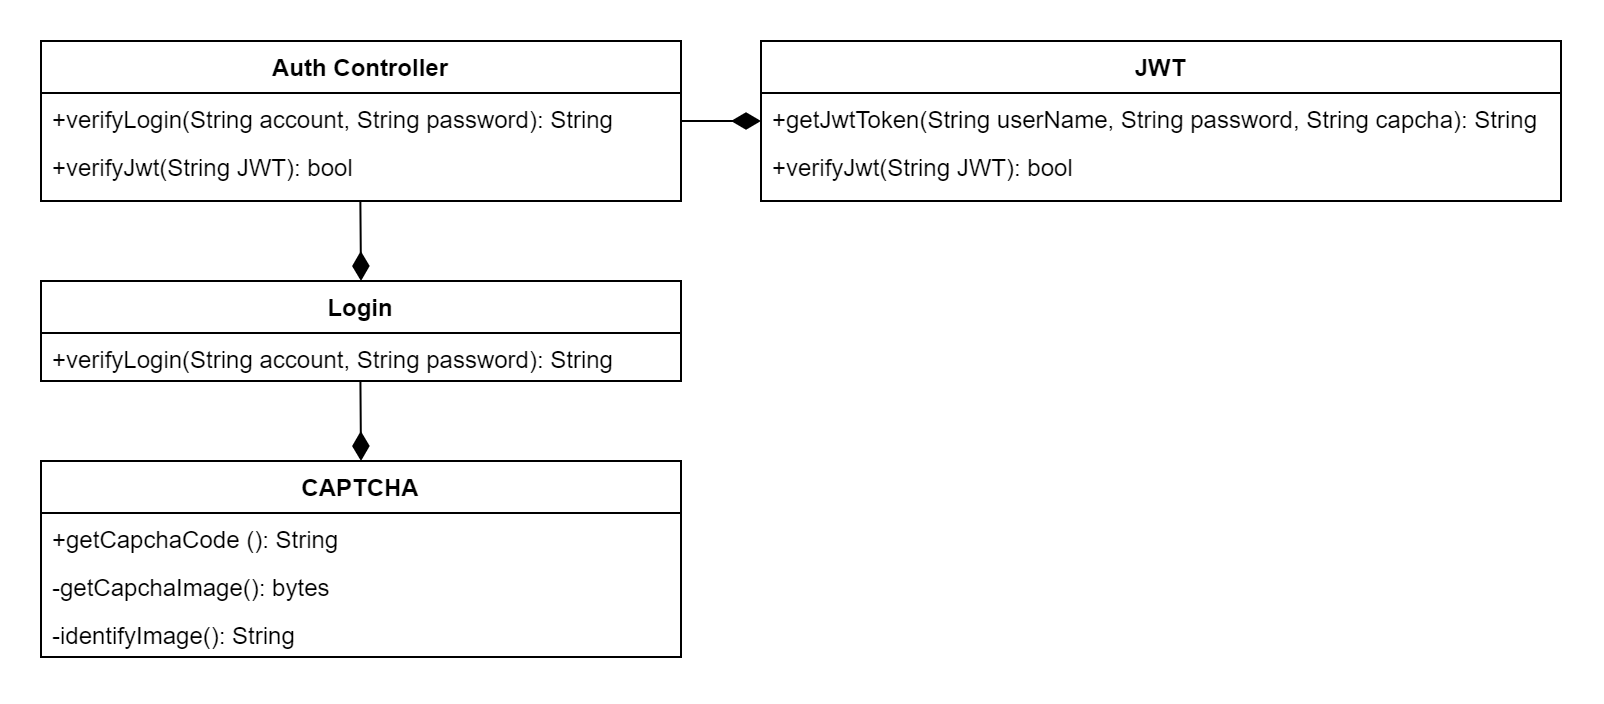 Auth Controller
+verifyLogin(String account, String password): String
+verifyJwt(String JWT): bool
JWT
+getJwtToken(String userName, String password, String capcha): String
+verifyJwt(String JWT): bool
Login
+verifyLogin(String account, String password): String
CAPTCHA
+getCapchaCode (): String
-getCapchaImage(): bytes
-identifyImage(): String